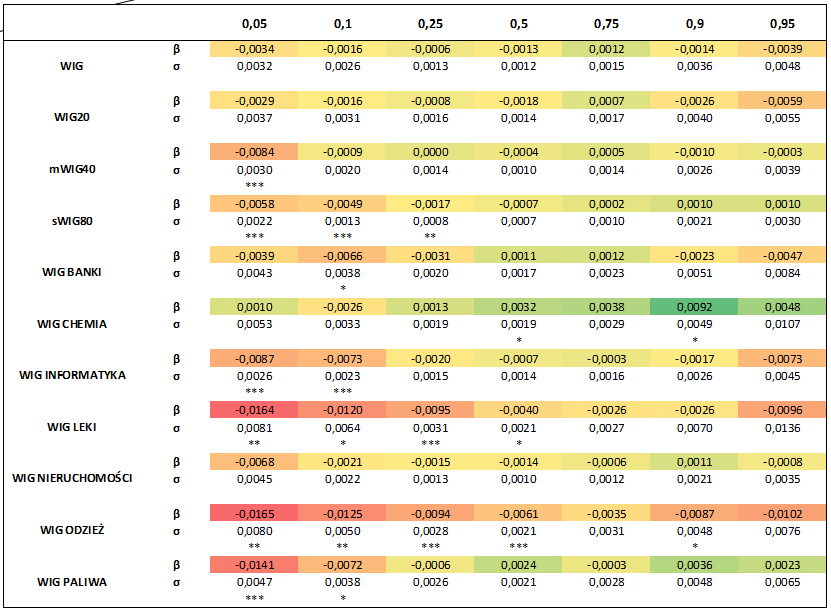 0,05 0,1 0,25 0,5 0,75 0,9 0,95
β -0,0034 -0,0016 -0,0006 -0,0013 0,0012 -0,0014 -0,0039
WIG
σ 0,0032 0,0026 0,0013 0,0012 0,0015 0,0036 0,0048
β -0,0029 -0,0016 -0,0008 -0,0018 0,0007 -0,0026 -0,0059
WIG20
σ 0,0037 0,0031 0,0016 0,0014 0,0017 0,0040 0,0055
β -0,0084 -0,0009 0,0000 -0,0004 0,0005 -0,0010 -0,0003
mWIG40
σ 0,0030 0,0020 0,0014 0,0010 0,0014 0,0026 0,0039
***
β -0,0058 -0,0049 -0,0017 -0,0007 0,0002 0,0010 0,0010
sWIG80
σ 0,0022 0,0013 0,0008 0,0007 0,0010 0,0021 0,0030
*** *** **
β -0,0039 -0,0066 -0,0031 0,0011 0,0012 -0,0023 -0,0047
WIG BANKI
σ 0,0043 0,0038 0,0020 0,0017 0,0023 0,0051 0,0084
*
β 0,0010 -0,0026 0,0013 0,0032 0,0038 0,0092 0,0048
WIG CHEMIA
σ 0,0053 0,0033 0,0019 0,0019 0,0029 0,0049 0,0107
* *
β -0,0087 -0,0073 -0,0020 -0,0007 -0,0003 -0,0017 -0,0073
WIG INFORMATYKA
σ 0,0026 0,0023 0,0015 0,0014 0,0016 0,0026 0,0045
*** ***
β -0,0164 -0,0120 -0,0095 -0,0040 -0,0026 -0,0026 -0,0096
WIG LEKI
σ 0,0081 0,0064 0,0031 0,0021 0,0027 0,0070 0,0136
** * *** *
β -0,0068 -0,0021 -0,0015 -0,0014 -0,0006 0,0011 -0,0008
WIG NIERUCHOMOŚCI
σ 0,0045 0,0022 0,0013 0,0010 0,0012 0,0021 0,0035
β -0,0165 -0,0125 -0,0094 -0,0061 -0,0035 -0,0087 -0,0102
WIG ODZIEŻ
σ 0,0080 0,0050 0,0028 0,0021 0,0031 0,0048 0,0076
** ** *** *** *
β -0,0141 -0,0072 -0,0006 0,0024 -0,0003 0,0036 0,0023
WIG PALIWA
σ 0,0047 0,0038 0,0026 0,0021 0,0028 0,0048 0,0065
*** *